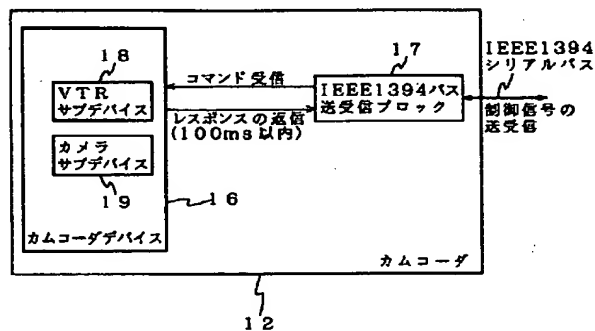 18
VTR
サブデバイス
カメラ
サブデバイス
19
カムコーダデバイス
16
コマンド受信
レスポンスの返信
(100ms以内)
17
IEEE1394バス
送受信ブロック
IEEE1394
シリアルバス
制御信号の
送受信
カムコーダ
12